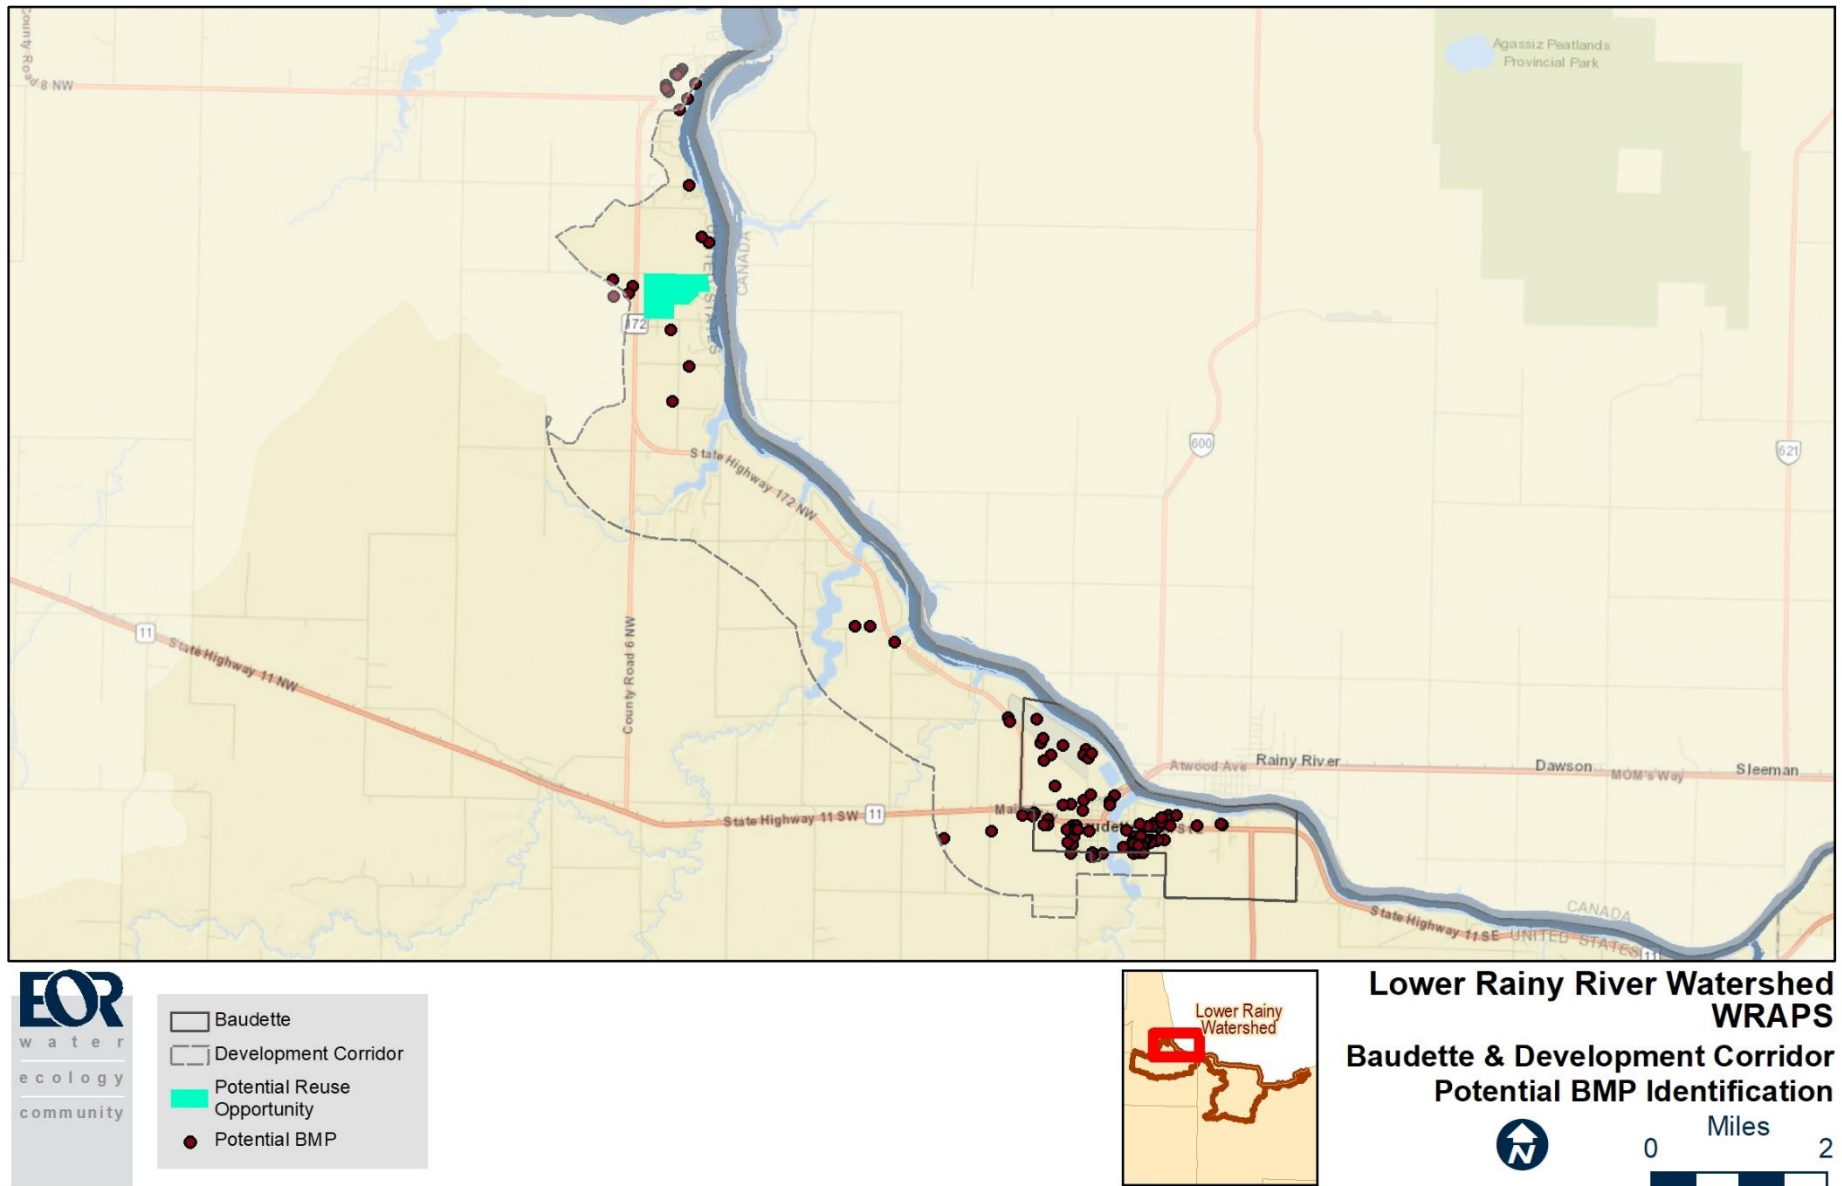 County Road
8 NW
Agassiz Peatlands
Provincial Park
UNITED STATES
CANADA
172
State Highway 172 NW
600
621
11
State Highway 11 NW
County Road 6 NW
State Highway 11 SW
11
Atwood Ave
Rainy River
Dawson
MOM's Way
Sleeman
State Highway 11 SE
CANADA
UNITED STATES
11
EOR
water
ecology
community
Baudette
Development Corridor
Potential Reuse
Opportunity
Potential BMP
Lower Rainy
Watershed
Lower Rainy River Watershed
WRAPS
Baudette & Development Corridor
Potential BMP Identification
N
Miles
0 2